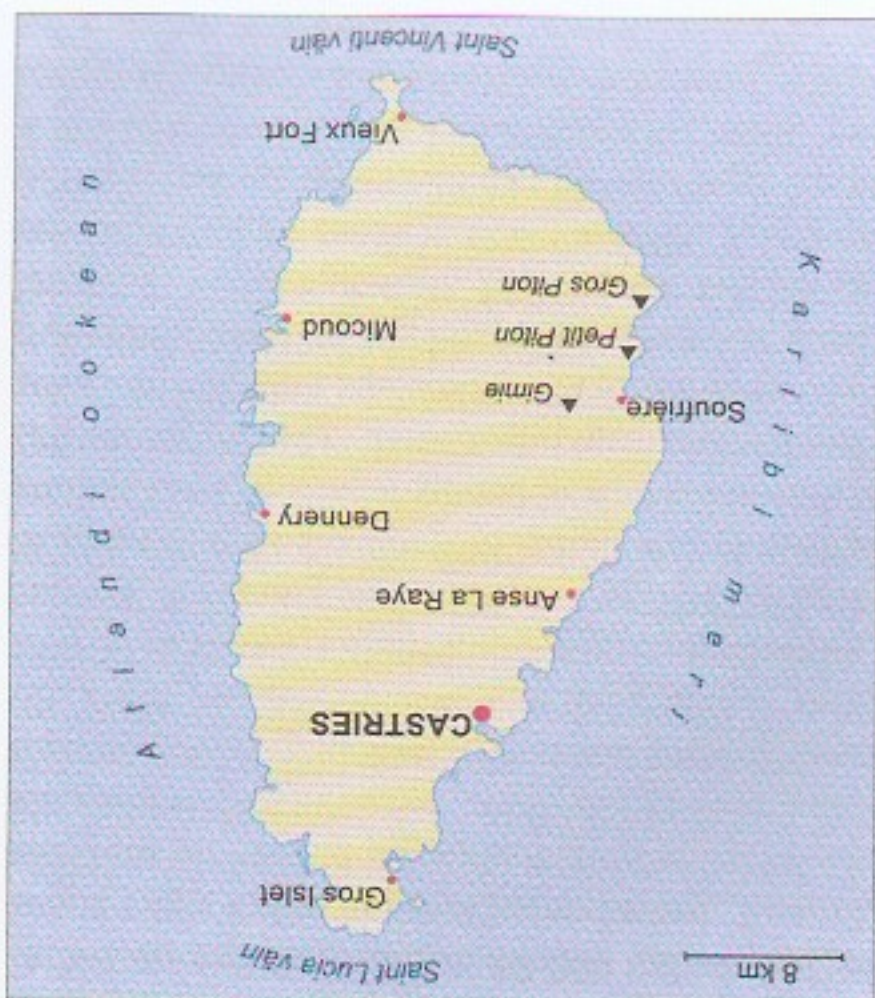 8 km
Saint Lucia väin
Gros Islet
CASTRIES
Anse La Raye
Dennery
Soufrière
Gimie
Petit Piton
Gros Piton
Micoud
Vieux Fort
Saint Vincenti väin
Kariibi meri
Atlandi ookean